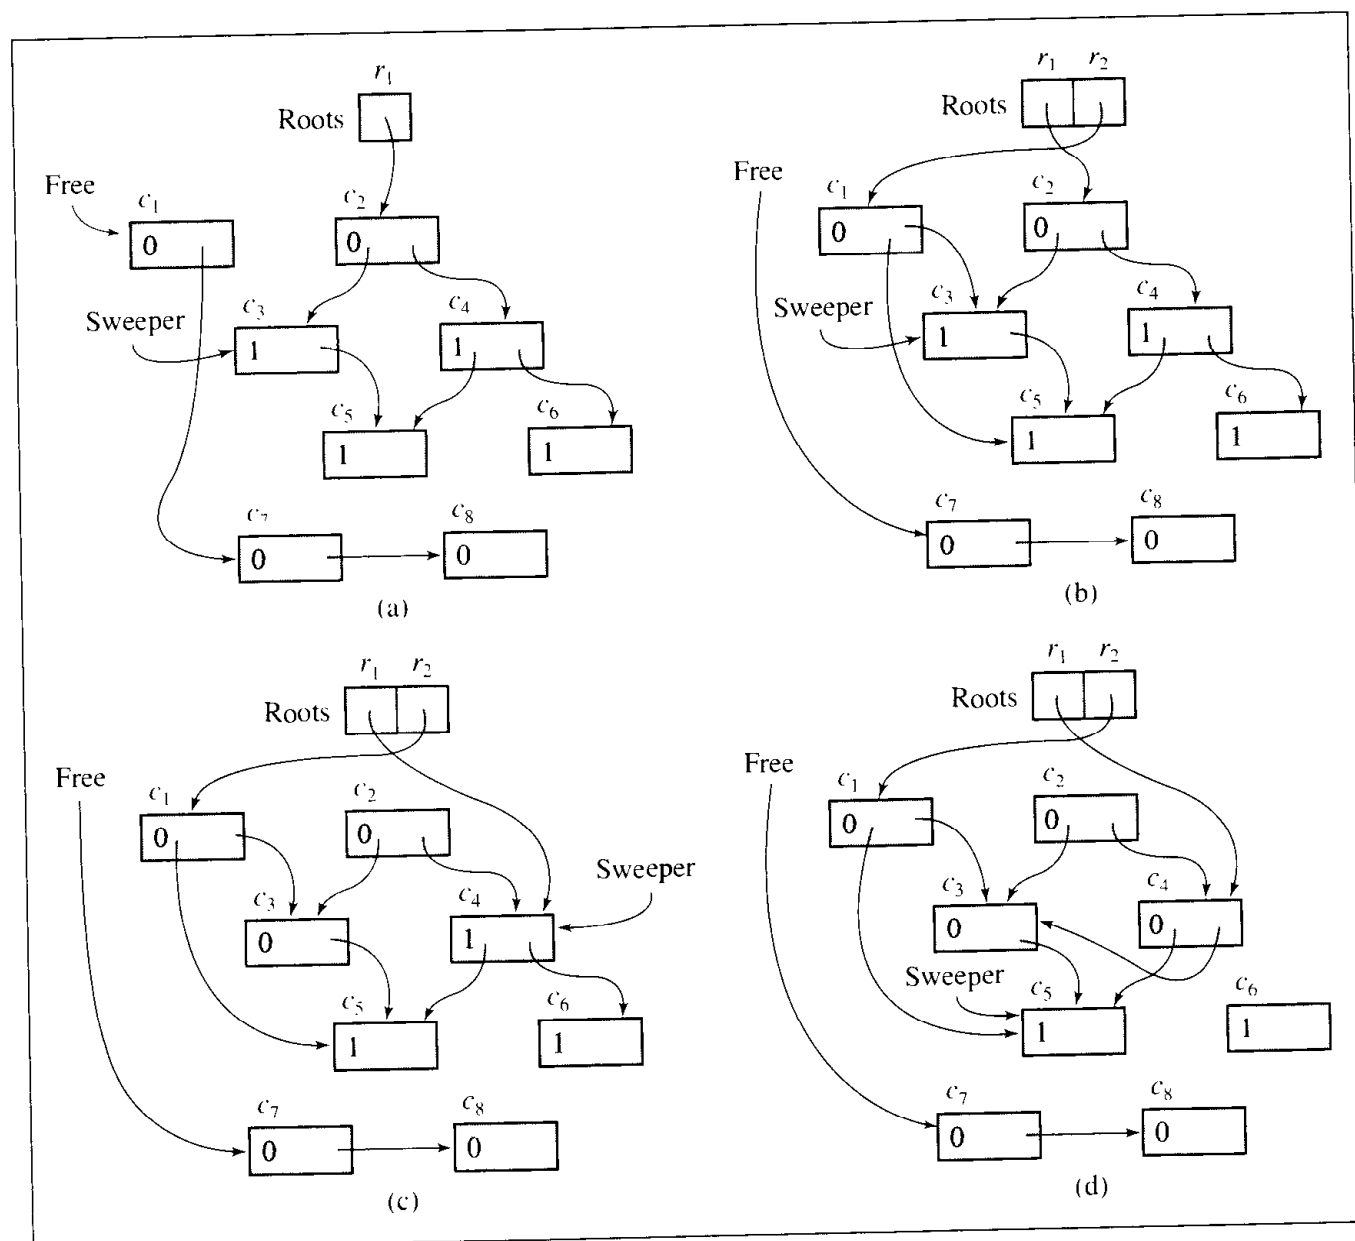 r₁
Roots
Free
c₁
0
c₂
0
Sweeper
c₃
1
c₄
1
c₅
1
c₆
1
c₇
0
c₈
0
(a)
r₁ r₂
Roots
Free
c₁
0
c₂
0
Sweeper
c₃
1
c₄
1
c₅
1
c₆
1
c₇
0
c₈
0
(b)
r₁ r₂
Roots
Free
c₁
0
c₂
0
Sweeper
c₃
0
c₄
1
c₅
1
c₆
1
c₇
0
c₈
0
(c)
r₁ r₂
Roots
Free
c₁
0
c₂
0
c₃
0
c₄
0
Sweeper
c₅
1
c₆
1
c₇
0
c₈
0
(d)